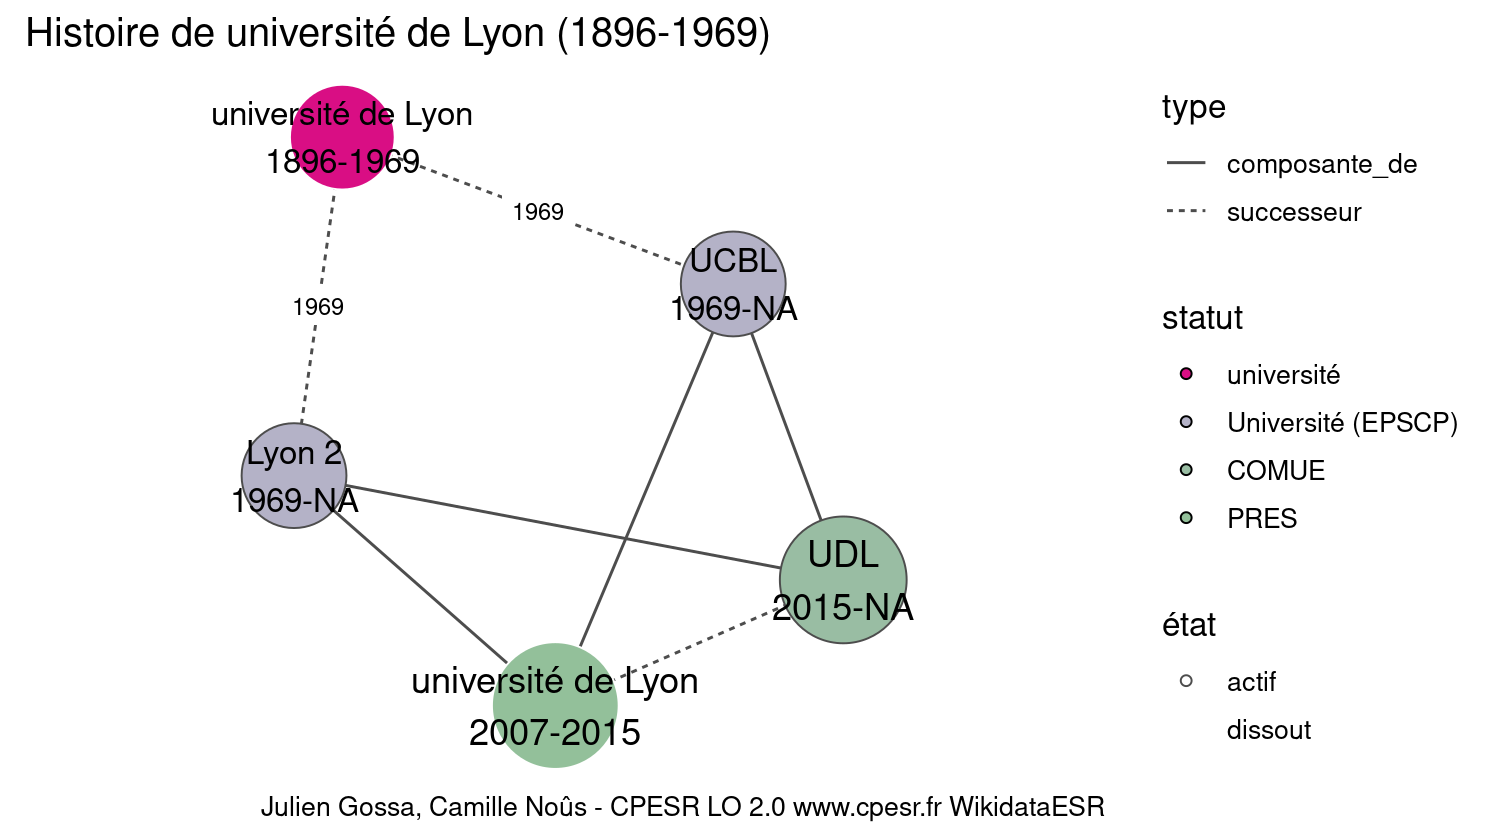 Histoire de université de Lyon (1896-1969)
université de Lyon
1896-1969
1969
UCBL
1969-NA
1969
Lyon 2
1969-NA
UDL
2015-NA
université de Lyon
2007-2015
type
composante_de
successeur
statut
université
Université (EPSCP)
COMUE
PRES
état
actif
dissout
Julien Gossa, Camille Noûs - CPESR LO 2.0 www.cpesr.fr WikidataESR